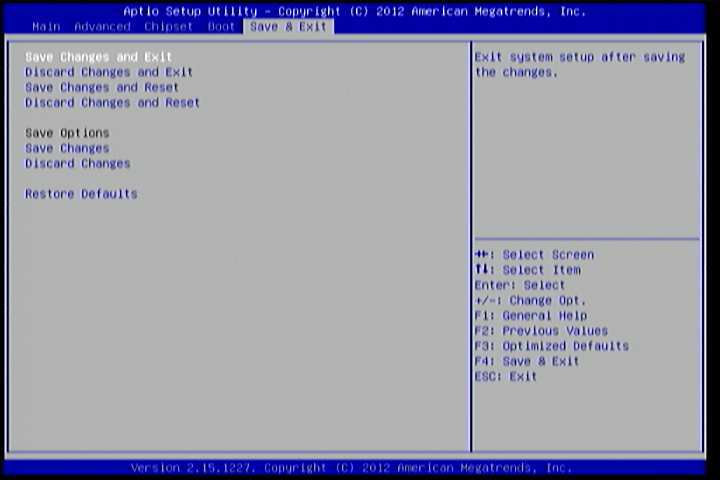 Aptio Setup Utility - Copyright (C) 2012 American Megatrends, Inc.
Main Advanced Chipset Boot Save & Exit
Save Changes and Exit
Discard Changes and Exit
Save Changes and Reset
Discard Changes and Reset
Save Options
Save Changes
Discard Changes
Restore Defaults
Exit system setup after saving
the changes.
→←: Select Screen
↑↓: Select Item
Enter: Select
+/-: Change Opt.
F1: General Help
F2: Previous Values
F3: Optimized Defaults
F4: Save & Exit
ESC: Exit
Version 2.15.1227. Copyright (C) 2012 American Megatrends, Inc.